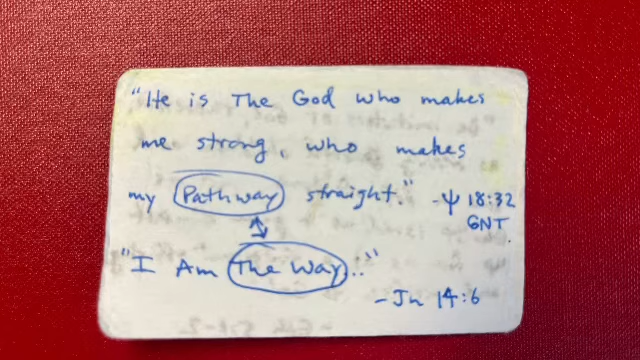 "He is The God who makes
me strong, who makes
my Pathway straight." -Ψ 18:32
GNT.
"I Am The Way.."
-Jn 14:6